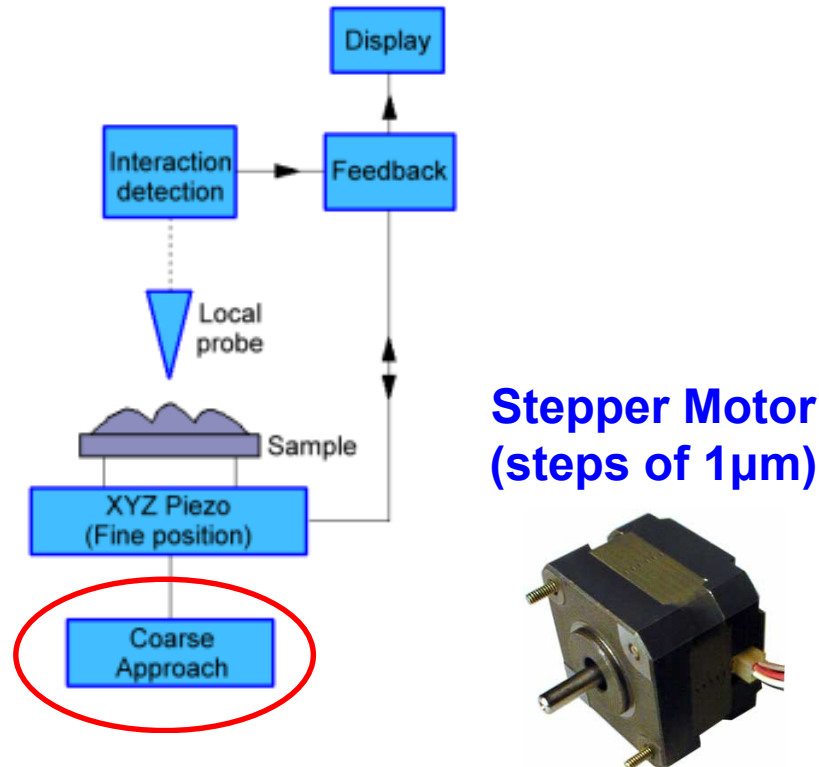 Display
Interaction
detection
Feedback
Local
probe
Sample
Stepper Motor
(steps of 1µm)
XYZ Piezo
(Fine position)
Coarse
Approach